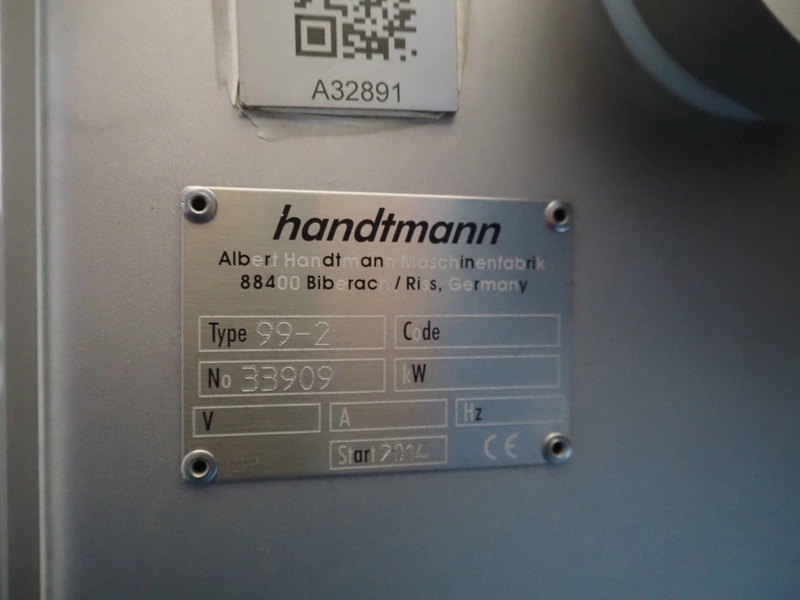 A32891
handtmann
Albert Handtmann Maschinenfabrik
88400 Biberach / Riss, Germany
Type 99-2 Code
No 33909 kW
V A Hz
Start 2014 CE